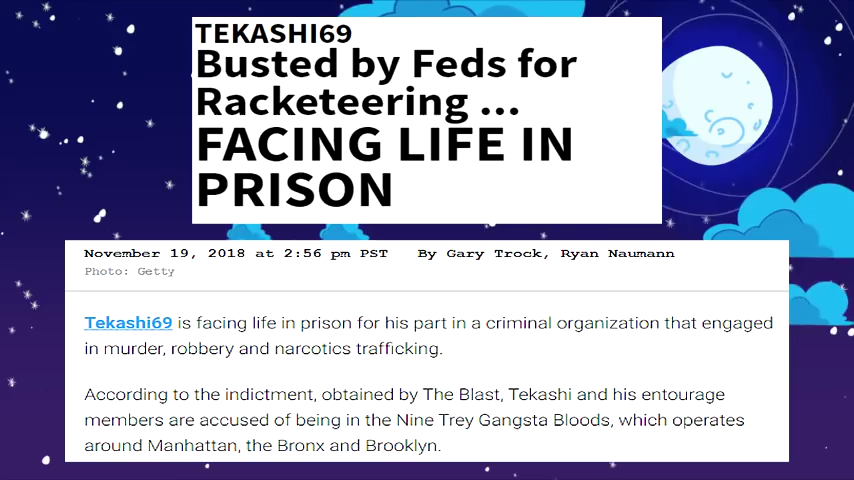 TEKASHI69
Busted by Feds for
Racketeering ...
FACING LIFE IN
PRISON
November 19, 2018 at 2:56 pm PST By Gary Trock, Ryan Naumann
Photo: Getty
Tekashi69 is facing life in prison for his part in a criminal organization that engaged
in murder, robbery and narcotics trafficking.
According to the indictment, obtained by The Blast, Tekashi and his entourage
members are accused of being in the Nine Trey Gangsta Bloods, which operates
around Manhattan, the Bronx and Brooklyn.